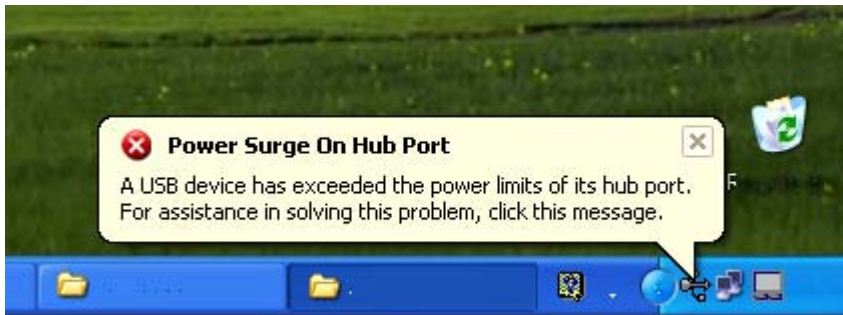 Power Surge On Hub Port
A USB device has exceeded the power limits of its hub port.
For assistance in solving this problem, click this message.